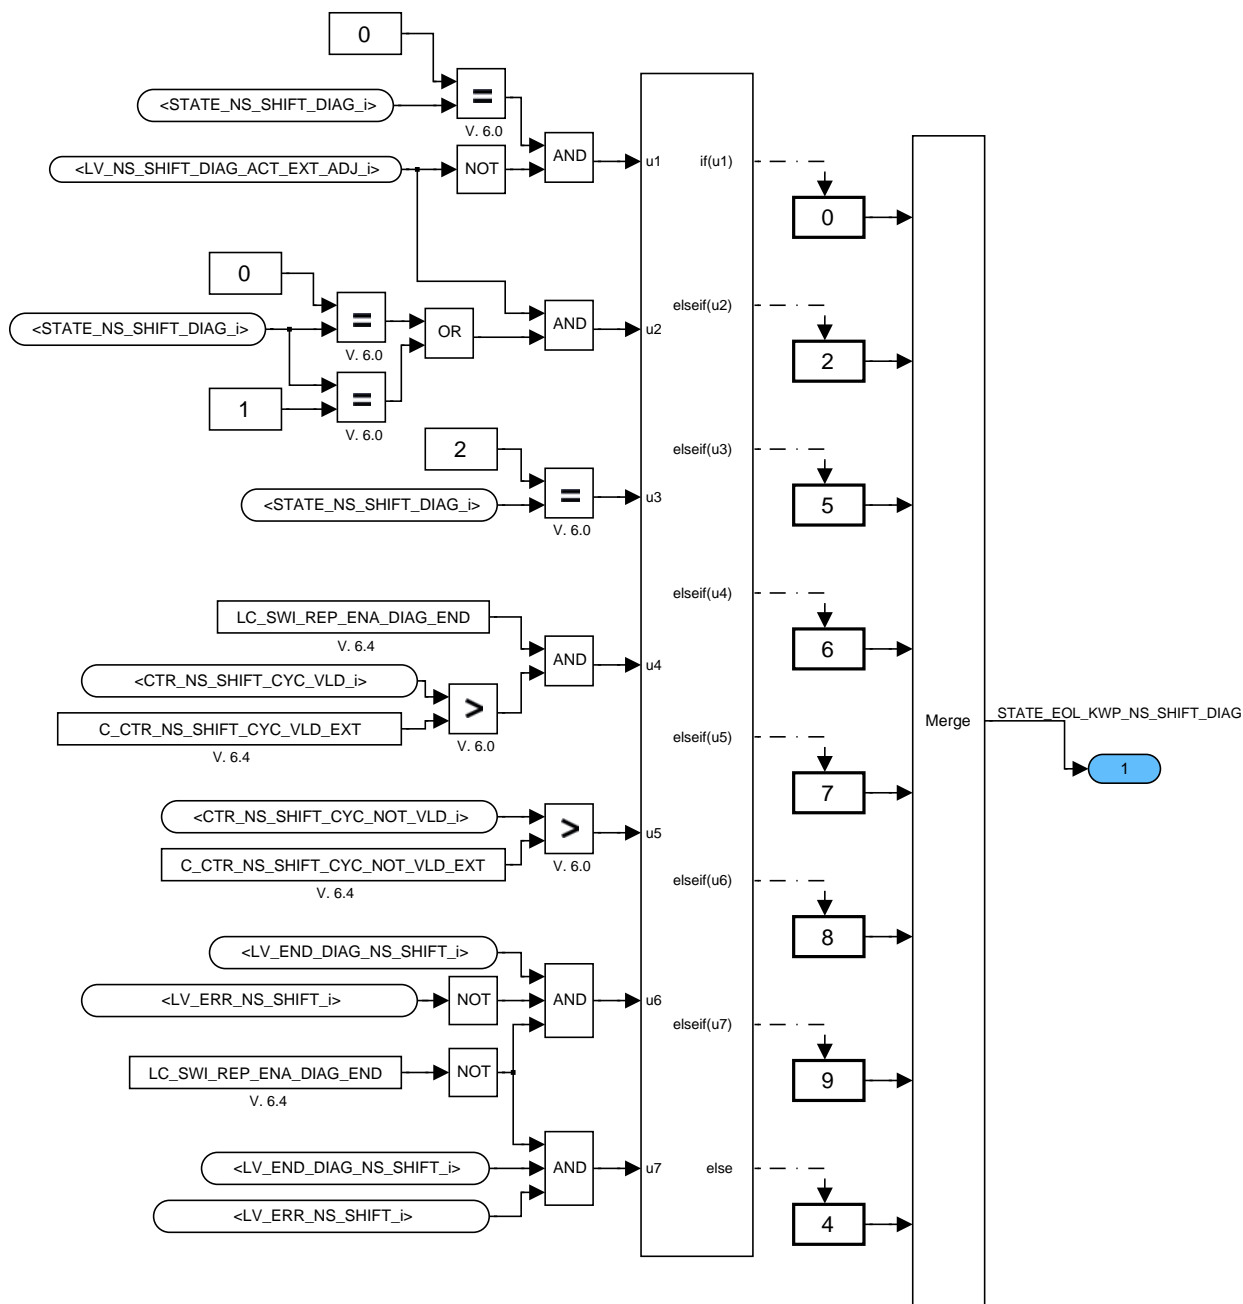 0
=
<STATE_NS_SHIFT_DIAG_i>
V. 6.0
AND
<LV_NS_SHIFT_DIAG_ACT_EXT_ADJ_i>
NOT
u1
if(u1)
0
0
=
<STATE_NS_SHIFT_DIAG_i>
V. 6.0
OR
AND
u2
elseif(u2)
2
1
=
V. 6.0
2
=
<STATE_NS_SHIFT_DIAG_i>
V. 6.0
u3
elseif(u3)
5
LC_SWI_REP_ENA_DIAG_END
V. 6.4
AND
u4
elseif(u4)
6
<CTR_NS_SHIFT_CYC_VLD_i>
>
C_CTR_NS_SHIFT_CYC_VLD_EXT
V. 6.0
V. 6.4
Merge
STATE_EOL_KWP_NS_SHIFT_DIAG
1
elseif(u5)
7
<CTR_NS_SHIFT_CYC_NOT_VLD_i>
>
u5
C_CTR_NS_SHIFT_CYC_NOT_VLD_EXT
V. 6.0
V. 6.4
elseif(u6)
8
<LV_END_DIAG_NS_SHIFT_i>
<LV_ERR_NS_SHIFT_i>
NOT
AND
u6
elseif(u7)
9
LC_SWI_REP_ENA_DIAG_END
NOT
V. 6.4
<LV_END_DIAG_NS_SHIFT_i>
AND
u7
else
4
<LV_ERR_NS_SHIFT_i>